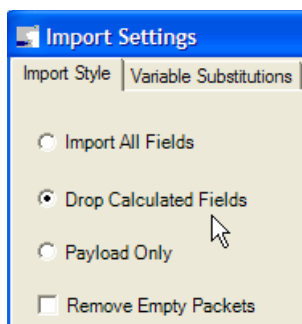 Import Settings
Import Style Variable Substitutions
Import All Fields
Drop Calculated Fields
Payload Only
Remove Empty Packets